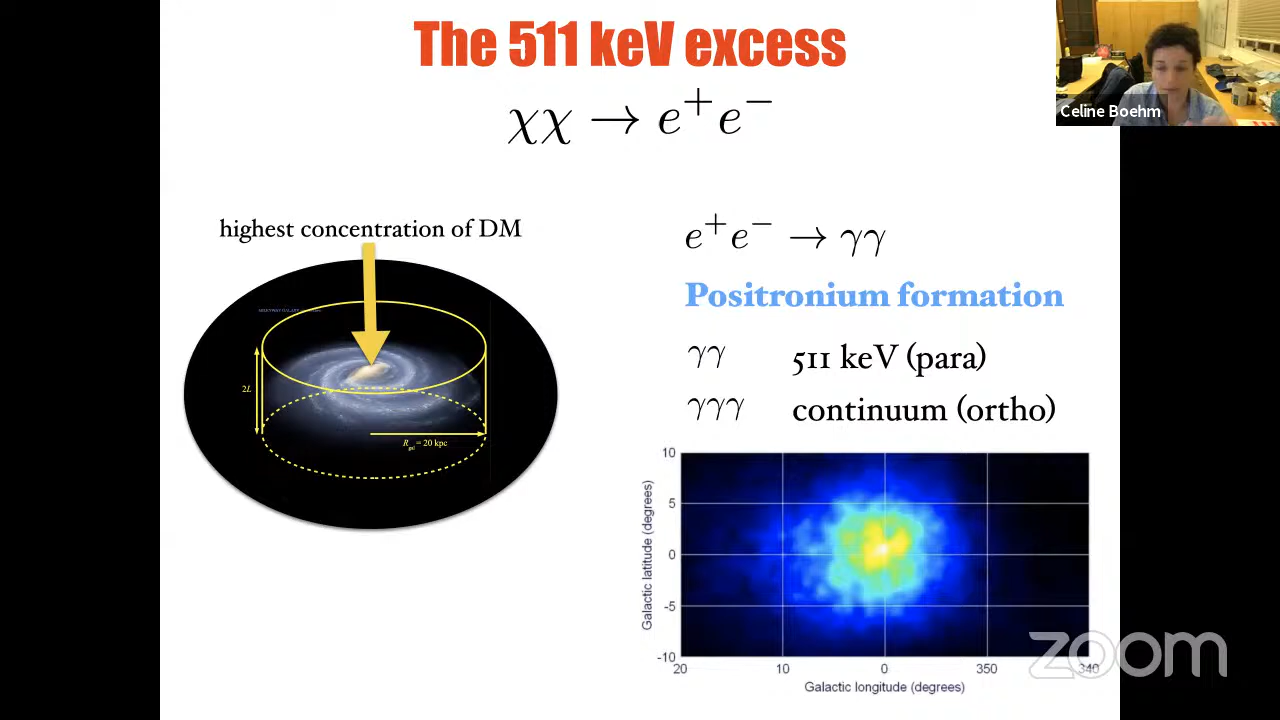 The 511 keV excess
χχ → e⁺e⁻
Celine Boehm
highest concentration of DM
2L
R_gal = 20 kpc
e⁺e⁻ → γγ
Positronium formation
γγ 511 keV (para)
γγγ continuum (ortho)
10
5
0
-5
-10
Galactic latitude (degrees)
20 10 0 350 340
Galactic longitude (degrees)
zoom